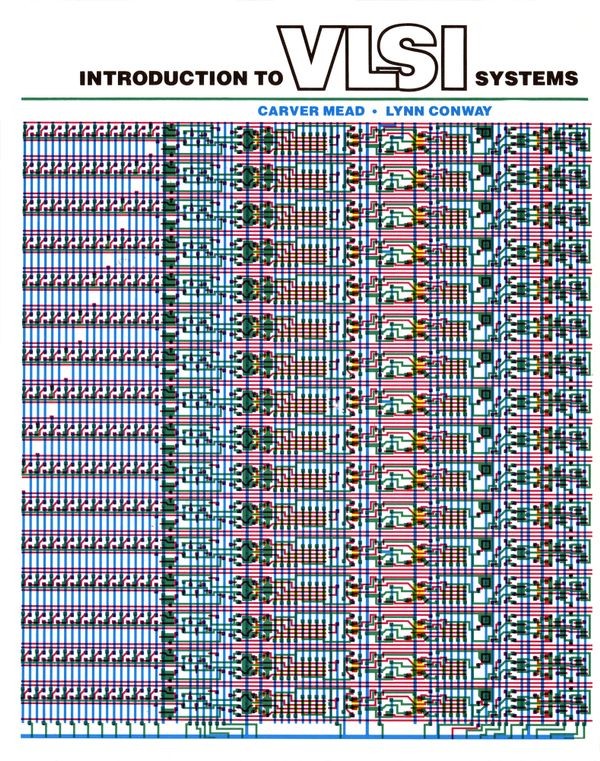 INTRODUCTION TO VLSI SYSTEMS
CARVER MEAD • LYNN CONWAY